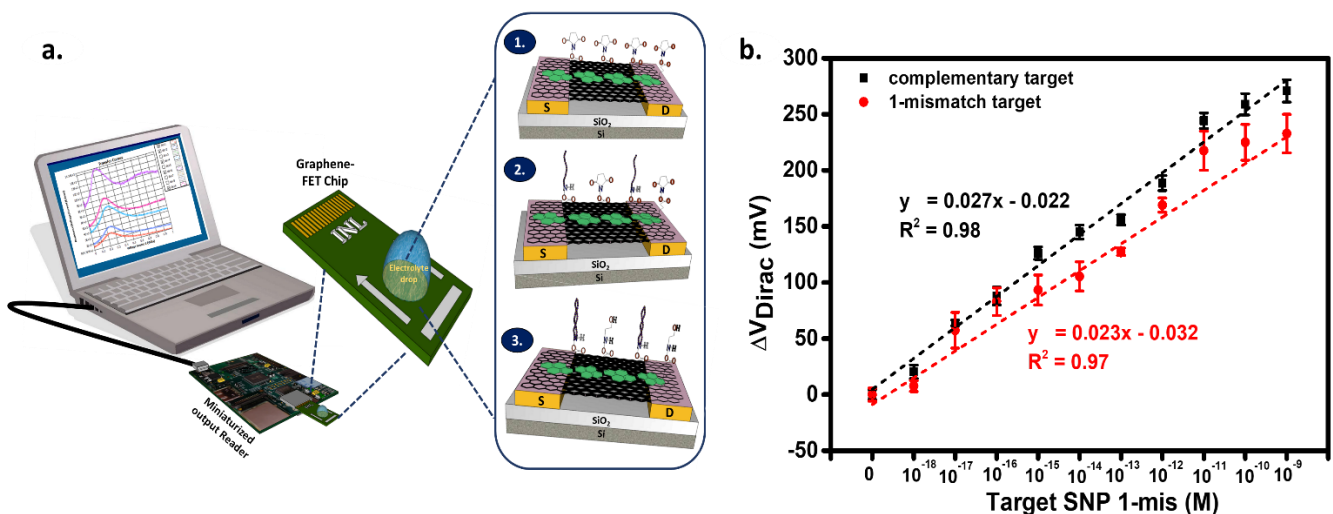 a.
Graphene-
FET Chip
INL
Electrolyte
drop
Miniaturized
output Reader
1.
S
D
SiO2
Si
2.
N-H
N-H
S
D
SiO2
Si
3.
OH
OH
N-H
N-H
N-H
N-H
S
D
SiO2
Si
b.
ΔVDirac (mV)
300
250
200
150
100
50
0
-50
complementary target
1-mismatch target
y = 0.027x - 0.022
R2 = 0.98
y = 0.023x - 0.032
R2 = 0.97
0 10-18 10-17 10-16 10-15 10-14 10-13 10-12 10-11 10-10 10-9
Target SNP 1-mis (M)